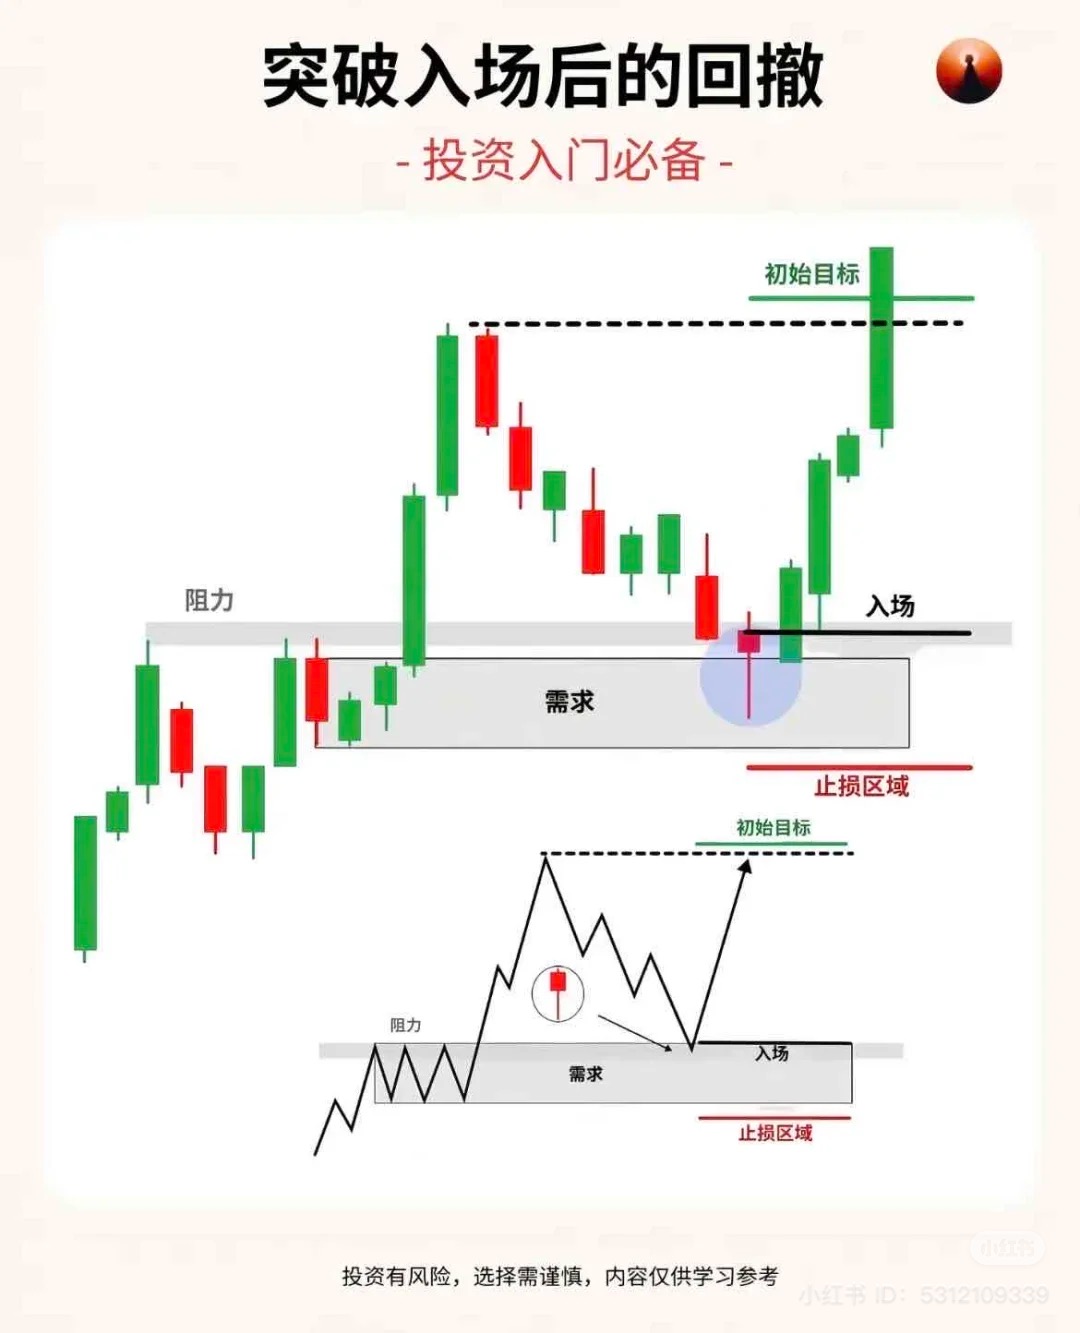 突破入场后的回撤
- 投资入门必备 -
初始目标
阻力
入场
需求
止损区域
初始目标
阻力
入场
需求
止损区域
投资有风险，选择需谨慎，内容仅供学习参考
小红书
小红书 ID：5312109339